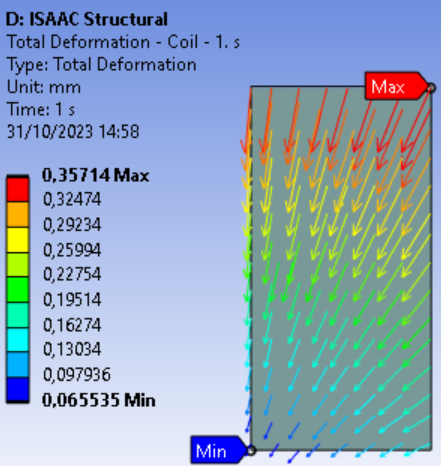 D: ISAAC Structural
Total Deformation - Coil - 1. s
Type: Total Deformation
Unit: mm
Time: 1 s
31/10/2023 14:58
Max
0,35714 Max
0,32474
0,29234
0,25994
0,22754
0,19514
0,16274
0,13034
0,097936
0,065535 Min
Min